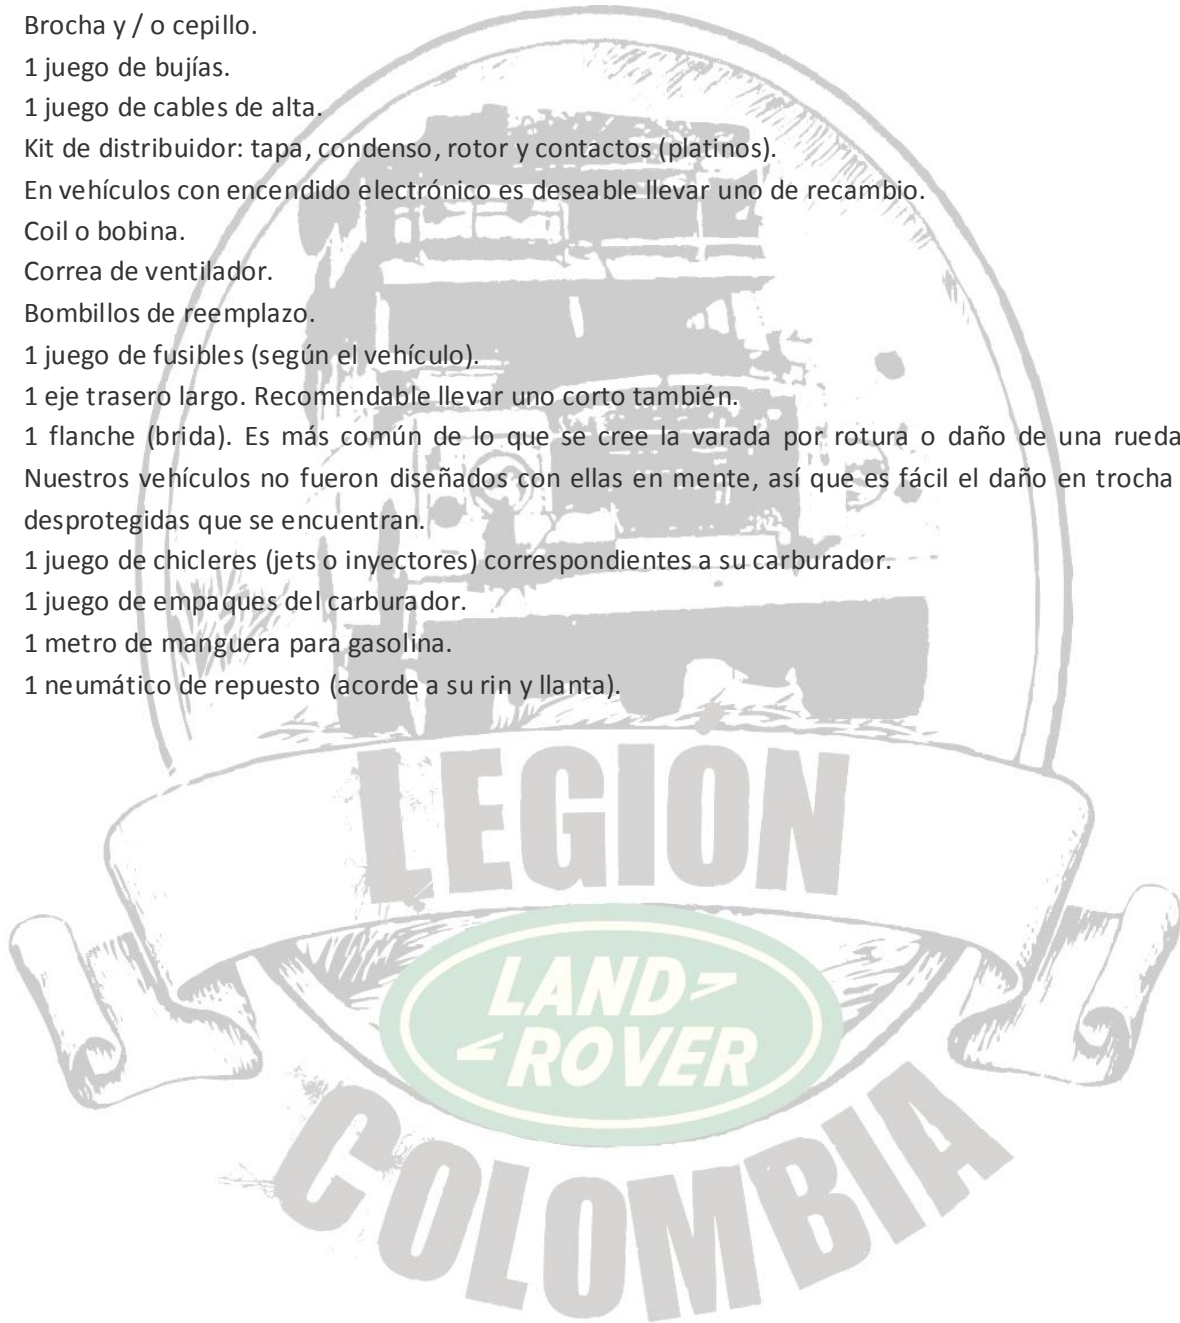 Brocha y / o cepillo.
1 juego de bujías.
1 juego de cables de alta.
Kit de distribuidor: tapa, condenso, rotor y contactos (platinos).
En vehículos con encendido electrónico es deseable llevar uno de recambio.
Coil o bobina.
Correa de ventilador.
Bombillos de reemplazo.
1 juego de fusibles (según el vehículo).
1 eje trasero largo. Recomendable llevar uno corto también.
1 flanche (brida). Es más común de lo que se cree la varada por rotura o daño de una rueda
Nuestros vehículos no fueron diseñados con ellas en mente, así que es fácil el daño en trocha
desprotegidas que se encuentran.
1 juego de chicleres (jets o inyectores) correspondientes a su carburador.
1 juego de empaques del carburador.
1 metro de manguera para gasolina.
1 neumático de repuesto (acorde a su rin y llanta).
LEGION
LAND
ROVER
COLOMBIA